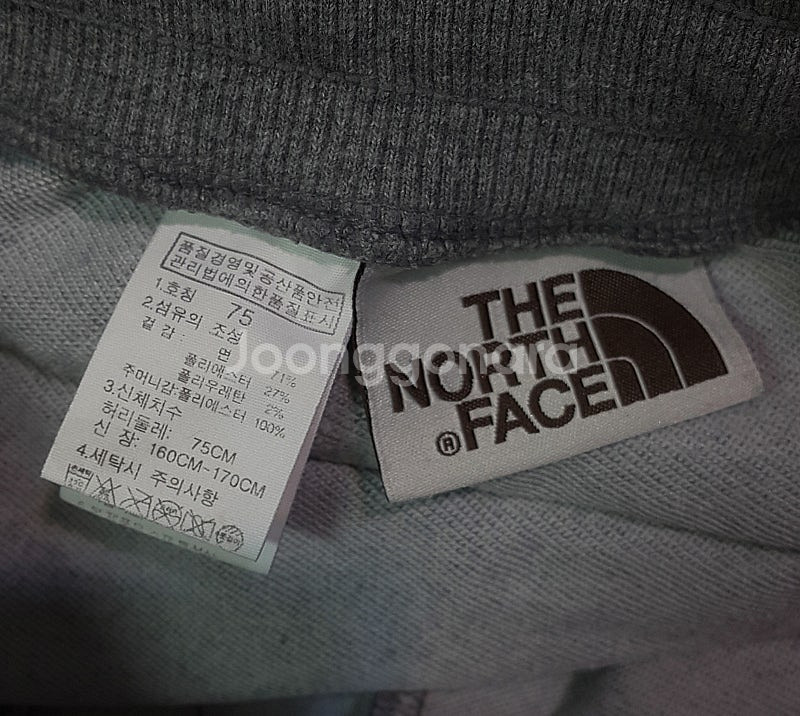 품질경영및공산품안전
관리법에의한품질표시
1.호칭 75
2.섬유의 조성
겉감 면 71%
폴리에스터 27%
폴리우레탄 2%
주머니감:폴리에스터 100%
3.신체치수
허리둘레: 75CM
신 장: 160CM-170CM
4.세탁시 주의사항
손세탁
THE
NORTH
FACE
®
Joonggonara